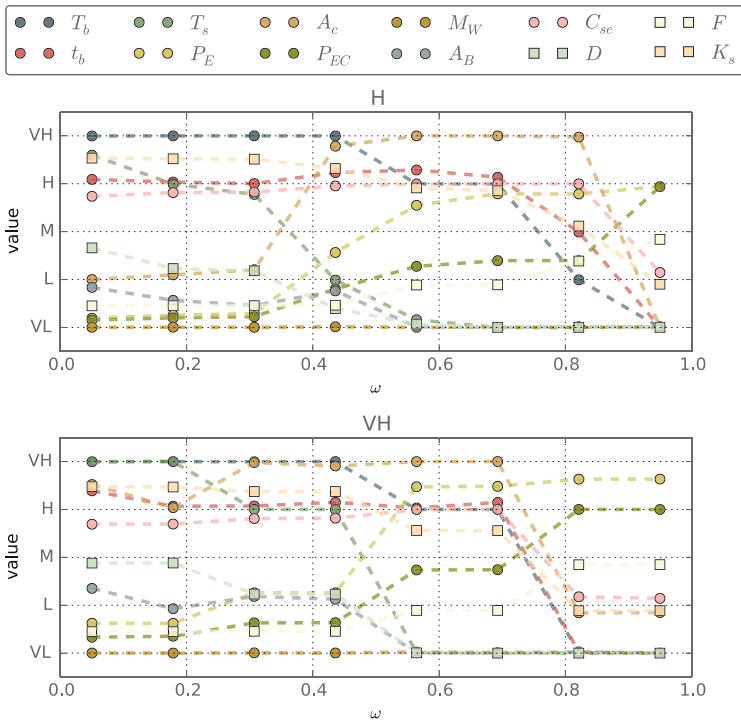 T_b T_s A_c M_W C_se F
t_b P_E P_EC A_B D K_s
H
VH
H
M
L
VL
value
0.0 0.2 0.4 0.6 0.8 1.0
ω
VH
VH
H
M
L
VL
value
0.0 0.2 0.4 0.6 0.8 1.0
ω